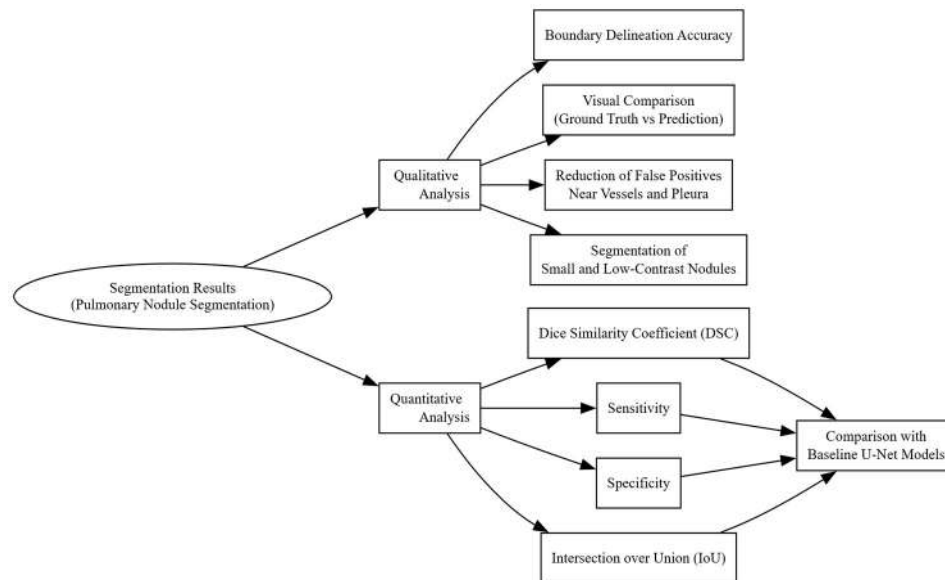 Boundary Delineation Accuracy
Visual Comparison
(Ground Truth vs Prediction)
Qualitative
Analysis
Reduction of False Positives
Near Vessels and Pleura
Segmentation of
Small and Low-Contrast Nodules
Segmentation Results
(Pulmonary Nodule Segmentation)
Dice Similarity Coefficient (DSC)
Quantitative
Analysis
Sensitivity
Comparison with
Baseline U-Net Models
Specificity
Intersection over Union (IoU)